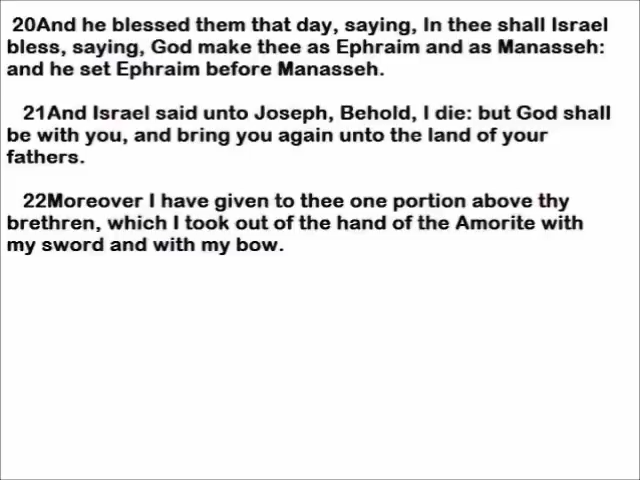 20And he blessed them that day, saying, In thee shall Israel
bless, saying, God make thee as Ephraim and as Manasseh:
and he set Ephraim before Manasseh.
21And Israel said unto Joseph, Behold, I die: but God shall
be with you, and bring you again unto the land of your
fathers.
22Moreover I have given to thee one portion above thy
brethren, which I took out of the hand of the Amorite with
my sword and with my bow.